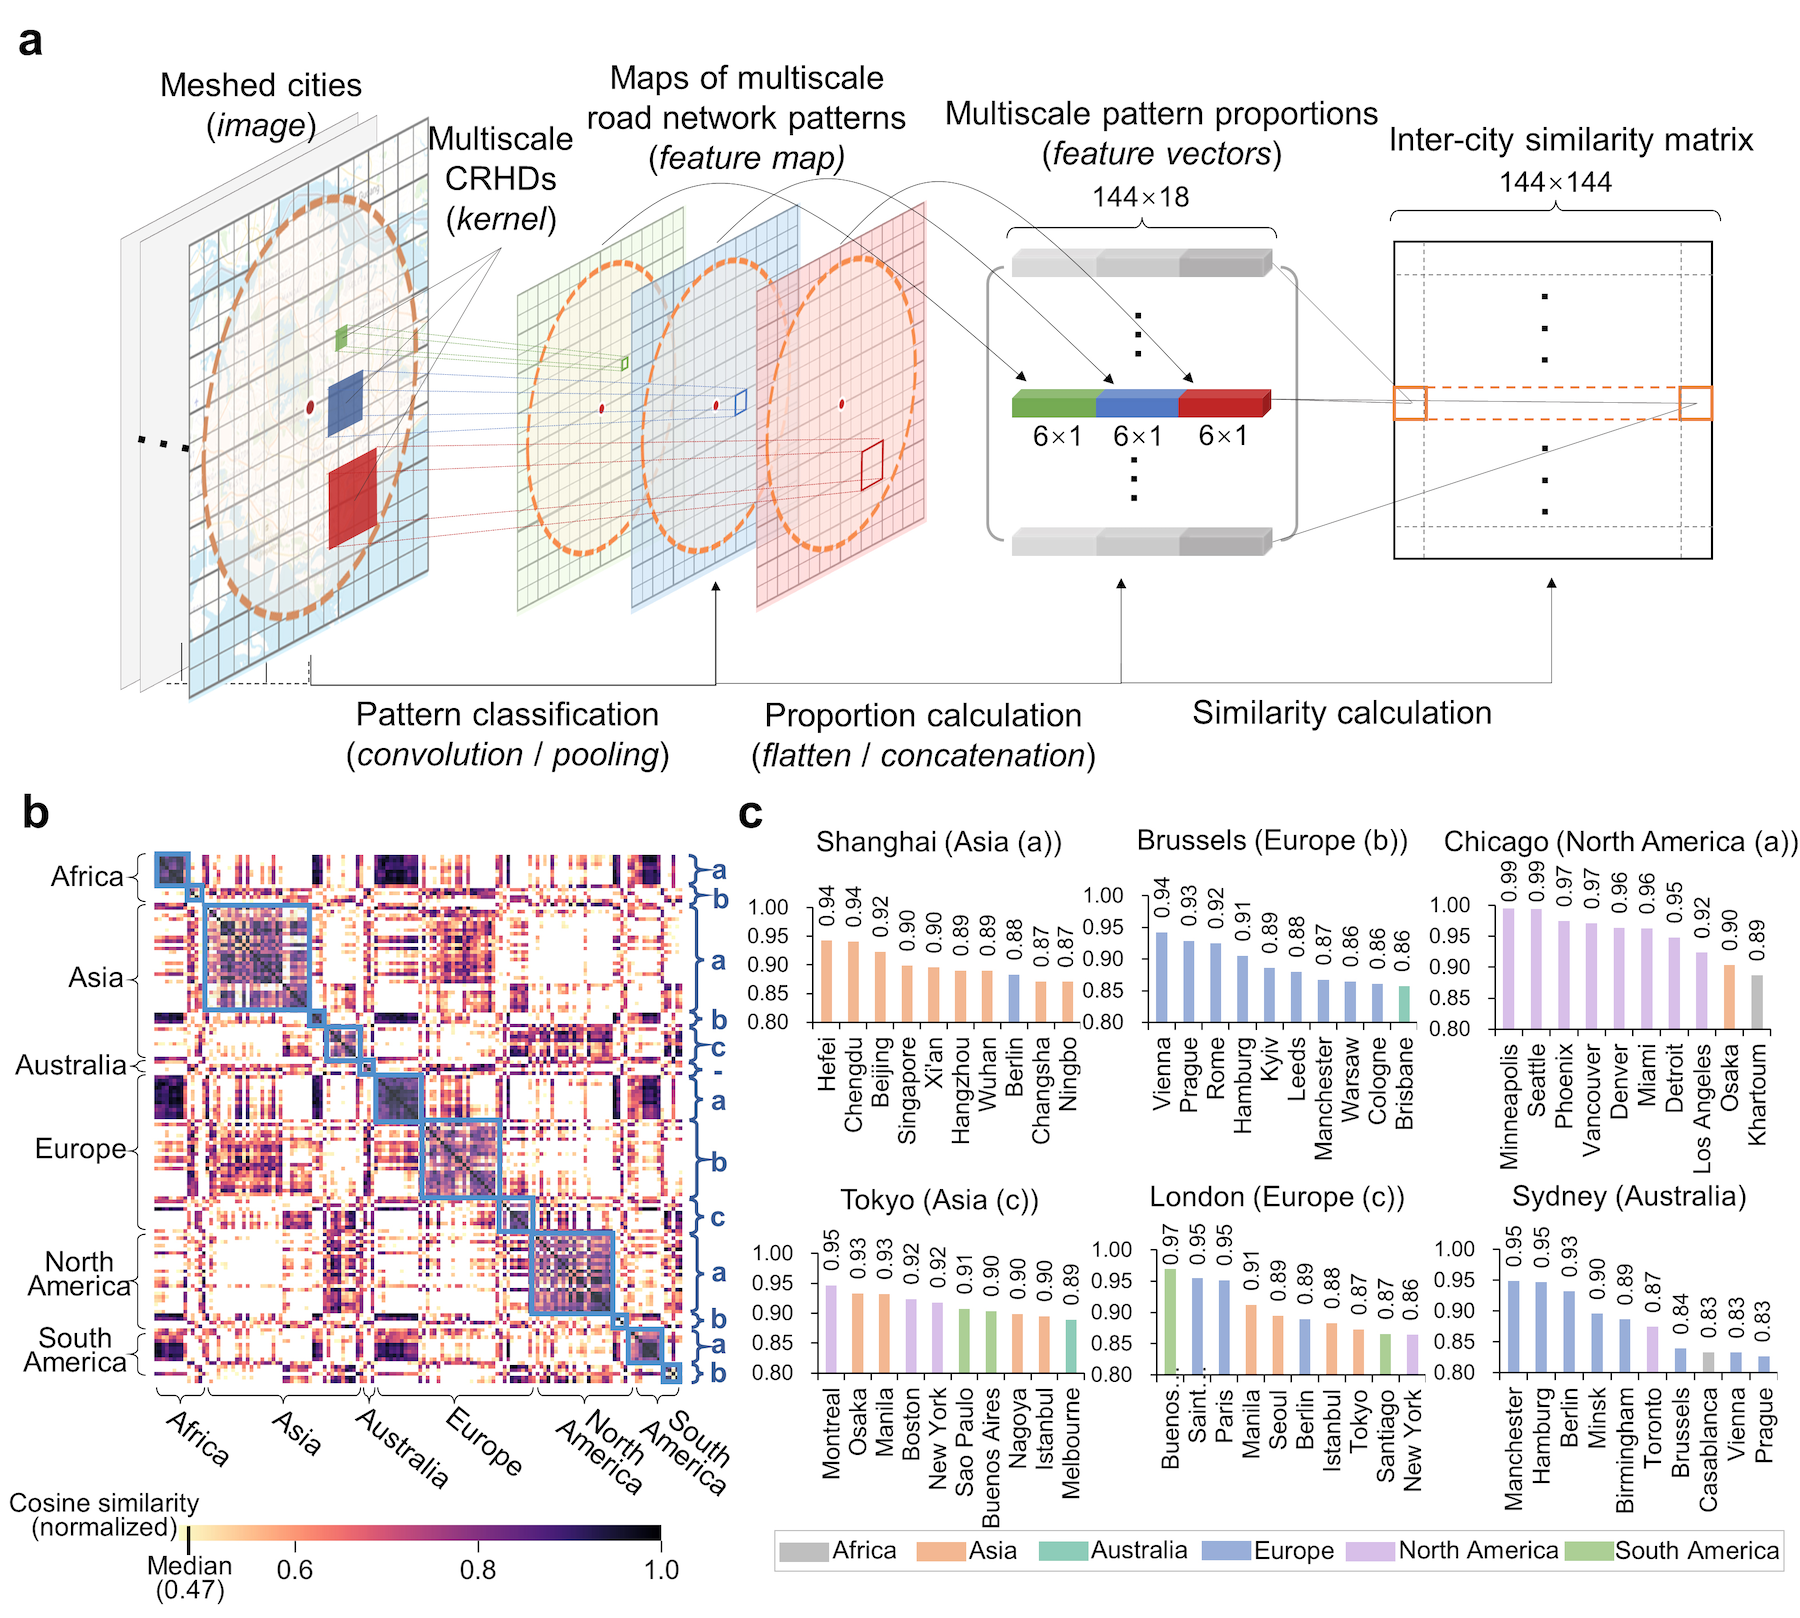 a
Meshed cities
(image)
Multiscale
CRHDs
(kernel)
Maps of multiscale
road network patterns
(feature map)
Multiscale pattern proportions
(feature vectors)
144×18
Inter-city similarity matrix
144×144
6×1 6×1 6×1
Pattern classification
(convolution / pooling)
Proportion calculation
(flatten / concatenation)
Similarity calculation
b
Africa
Asia
Australia
Europe
North
America
South
America
a
b
a
b
c
-
a
b
c
a
b
a
b
Africa
Asia
Australia
Europe
North
America
South
America
Cosine similarity
(normalized)
Median
(0.47)
0.6 0.8 1.0
c
Shanghai (Asia (a))
1.00
0.95
0.90
0.85
0.80
0.94 0.94 0.92 0.90 0.90 0.89 0.89 0.88 0.87 0.87
Hefei Chengdu Beijing Singapore Xi'an Hangzhou Wuhan Berlin Changsha Ningbo
Brussels (Europe (b))
1.00
0.95
0.90
0.85
0.80
0.94 0.93 0.92 0.91 0.89 0.88 0.87 0.86 0.86 0.86
Vienna Prague Rome Hamburg Kyiv Leeds Manchester Warsaw Cologne Brisbane
Chicago (North America (a))
1.00
0.95
0.90
0.85
0.80
0.99 0.99 0.97 0.97 0.96 0.96 0.95 0.92 0.90 0.89
Minneapolis Seattle Phoenix Vancouver Denver Miami Detroit Los Angeles Osaka Khartoum
Tokyo (Asia (c))
1.00
0.95
0.90
0.85
0.80
0.95 0.93 0.93 0.92 0.92 0.91 0.90 0.90 0.90 0.89
Montreal Osaka Manila Boston New York Sao Paulo Buenos Aires Nagoya Istanbul Melbourne
London (Europe (c))
1.00
0.95
0.90
0.85
0.80
0.97 0.95 0.95 0.91 0.89 0.89 0.88 0.87 0.87 0.86
Buenos... Saint... Paris Manila Seoul Berlin Istanbul Tokyo Santiago New York
Sydney (Australia)
1.00
0.95
0.90
0.85
0.80
0.95 0.95 0.93 0.90 0.89 0.87 0.84 0.83 0.83 0.83
Manchester Hamburg Berlin Minsk Birmingham Toronto Brussels Casablanca Vienna Prague
Africa Asia Australia Europe North America South America